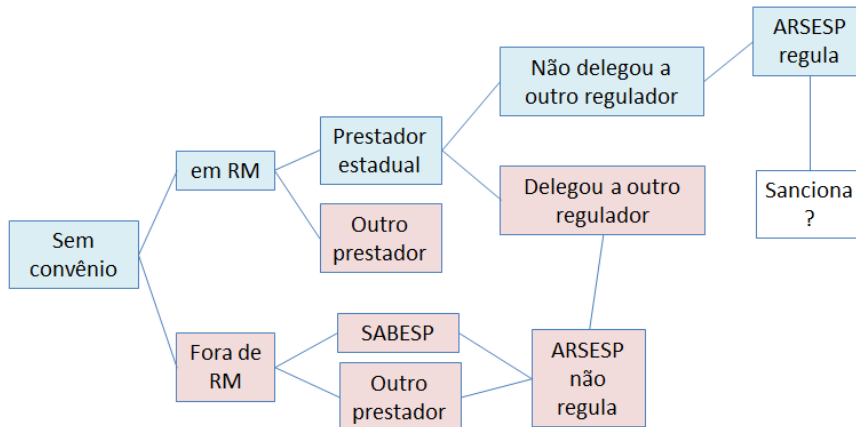 ARSESP
regula
Não delegou a
outro regulador
Prestador
estadual
em RM
Delegou a outro
regulador
Sanciona
?
Outro
prestador
Sem
convênio
SABESP
Fora de
RM
ARSESP
não
regula
Outro
prestador